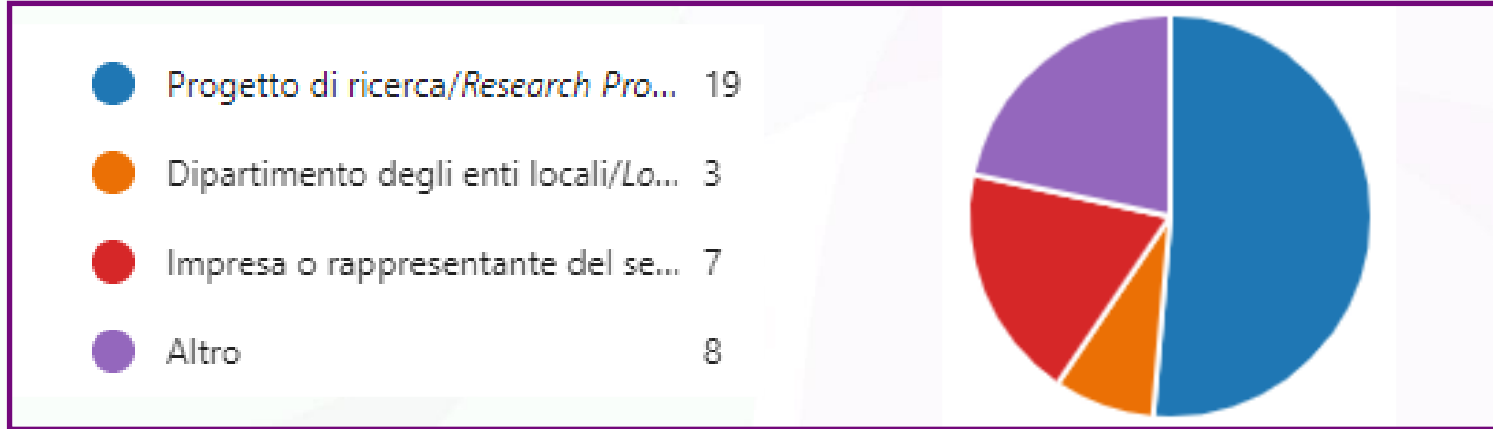 Progetto di ricerca/Research Pro... 19
Dipartimento degli enti locali/Lo... 3
Impresa o rappresentante del se... 7
Altro 8